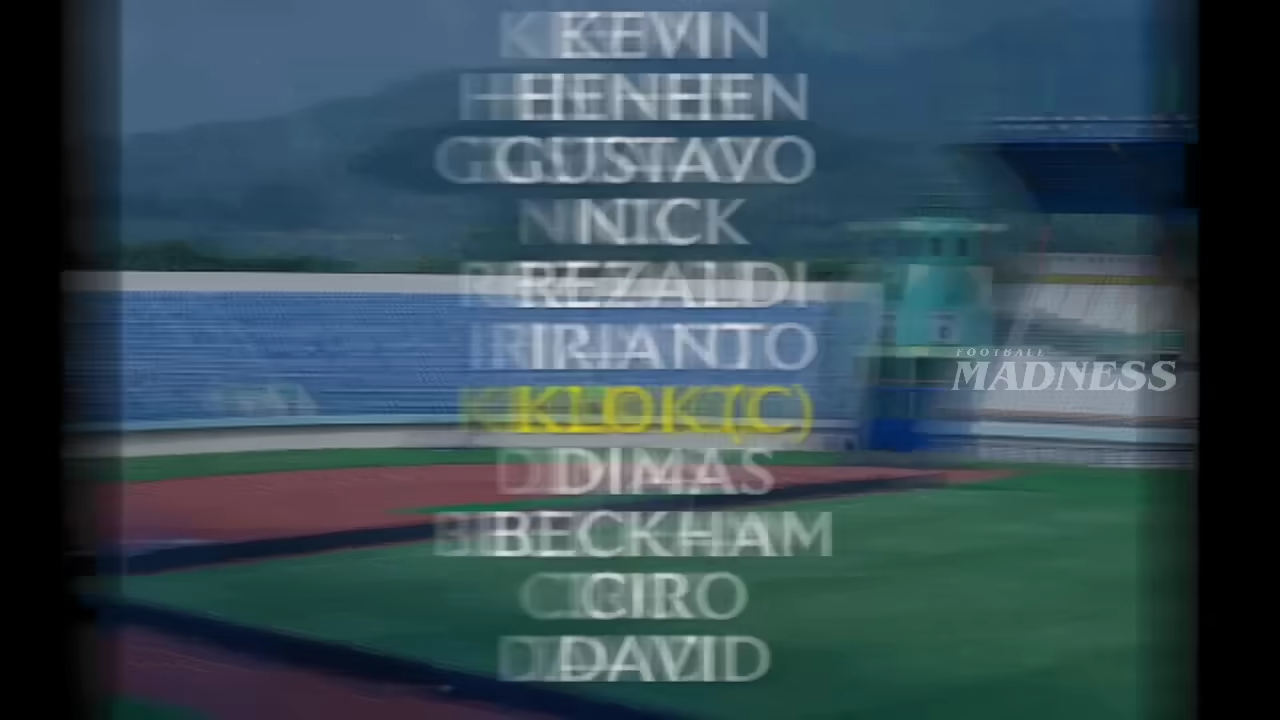 KEVIN
HENHEN
GUSTAVO
NICK
REZALDI
IRIANTO
KLOK (C)
DIMAS
BECKHAM
CIRO
DAVID
FOOTBALL
MADNESS